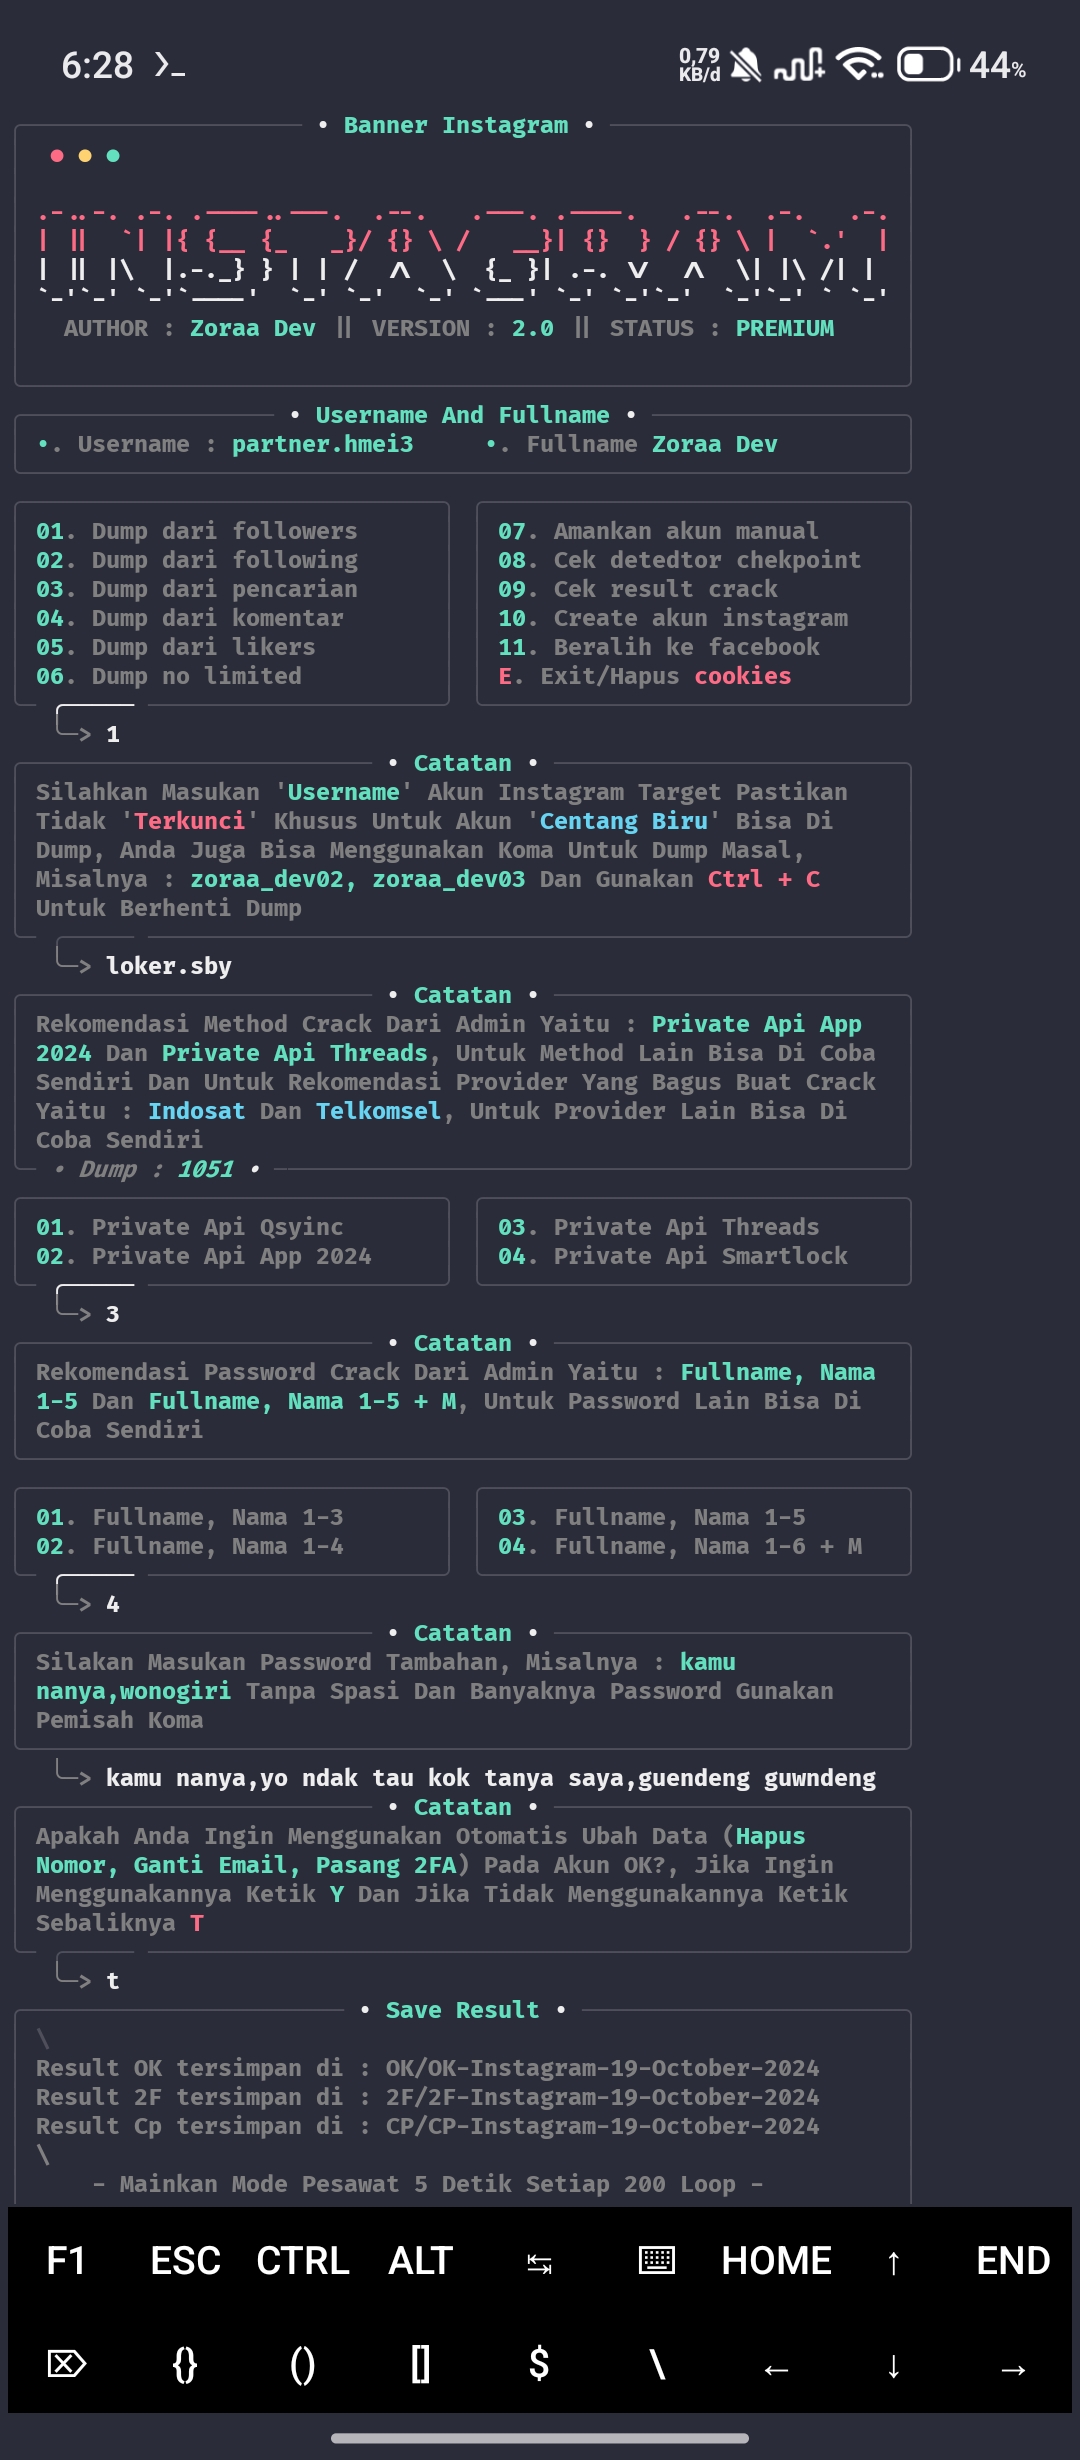 6:28 0,79 KB/d 44%
• Banner Instagram •
AUTHOR : Zoraa Dev || VERSION : 2.0 || STATUS : PREMIUM
• Username And Fullname •
•. Username : partner.hmei3 •. Fullname Zoraa Dev
01. Dump dari followers
02. Dump dari following
03. Dump dari pencarian
04. Dump dari komentar
05. Dump dari likers
06. Dump no limited
07. Amankan akun manual
08. Cek detedtor chekpoint
09. Cek result crack
10. Create akun instagram
11. Beralih ke facebook
E. Exit/Hapus cookies
> 1
• Catatan •
Silahkan Masukan 'Username' Akun Instagram Target Pastikan
Tidak 'Terkunci' Khusus Untuk Akun 'Centang Biru' Bisa Di
Dump, Anda Juga Bisa Menggunakan Koma Untuk Dump Masal,
Misalnya : zoraa_dev02, zoraa_dev03 Dan Gunakan Ctrl + C
Untuk Berhenti Dump
> loker.sby
• Catatan •
Rekomendasi Method Crack Dari Admin Yaitu : Private Api App
2024 Dan Private Api Threads, Untuk Method Lain Bisa Di Coba
Sendiri Dan Untuk Rekomendasi Provider Yang Bagus Buat Crack
Yaitu : Indosat Dan Telkomsel, Untuk Provider Lain Bisa Di
Coba Sendiri
• Dump : 1051 •
01. Private Api Qsyinc
02. Private Api App 2024
03. Private Api Threads
04. Private Api Smartlock
> 3
• Catatan •
Rekomendasi Password Crack Dari Admin Yaitu : Fullname, Nama
1-5 Dan Fullname, Nama 1-5 + M, Untuk Password Lain Bisa Di
Coba Sendiri
01. Fullname, Nama 1-3
02. Fullname, Nama 1-4
03. Fullname, Nama 1-5
04. Fullname, Nama 1-6 + M
> 4
• Catatan •
Silakan Masukan Password Tambahan, Misalnya : kamu
nanya,wonogiri Tanpa Spasi Dan Banyaknya Password Gunakan
Pemisah Koma
> kamu nanya,yo ndak tau kok tanya saya,guendeng guwndeng
• Catatan •
Apakah Anda Ingin Menggunakan Otomatis Ubah Data (Hapus
Nomor, Ganti Email, Pasang 2FA) Pada Akun OK?, Jika Ingin
Menggunakannya Ketik Y Dan Jika Tidak Menggunakannya Ketik
Sebaliknya T
> t
• Save Result •
\
Result OK tersimpan di : OK/OK-Instagram-19-October-2024
Result 2F tersimpan di : 2F/2F-Instagram-19-October-2024
Result Cp tersimpan di : CP/CP-Instagram-19-October-2024
\
- Mainkan Mode Pesawat 5 Detik Setiap 200 Loop -
F1 ESC CTRL ALT HOME ↑ END
{} () [] $ \ ← ↓ →